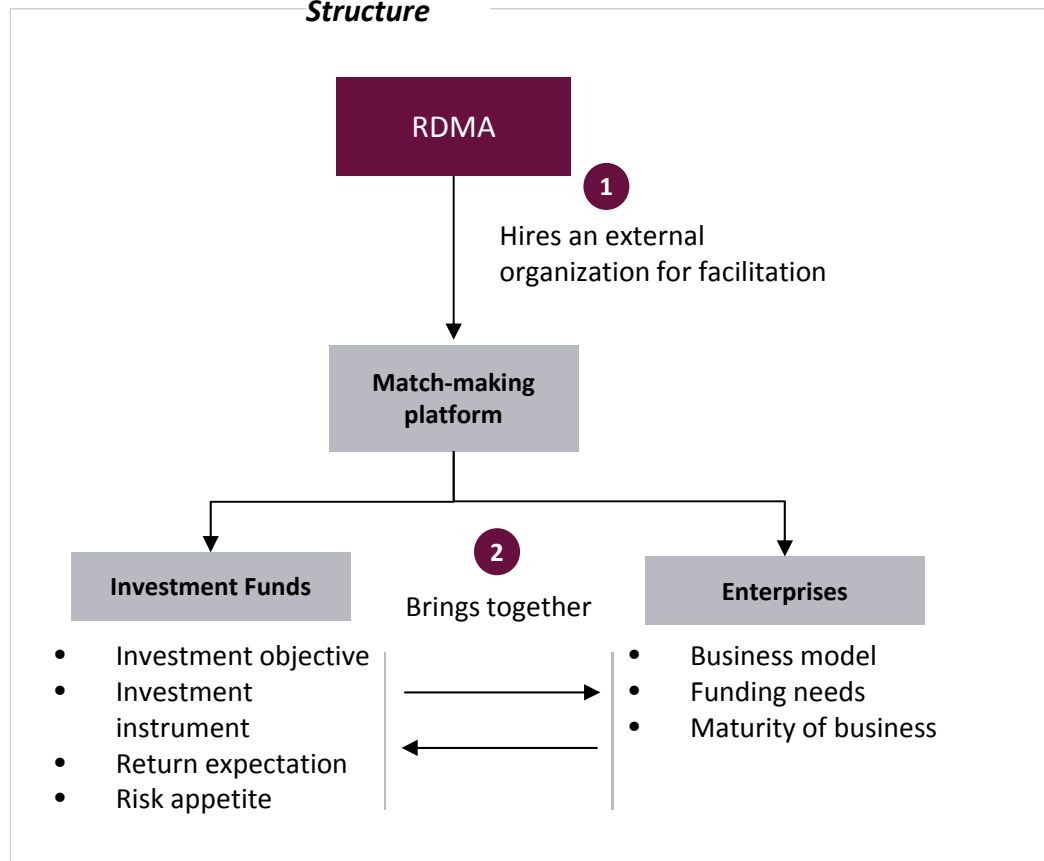 Structure
RDMA
1
Hires an external
organization for facilitation
Match-making
platform
2
Brings together
Investment Funds
• Investment objective
• Investment
instrument
• Return expectation
• Risk appetite
Enterprises
• Business model
• Funding needs
• Maturity of business